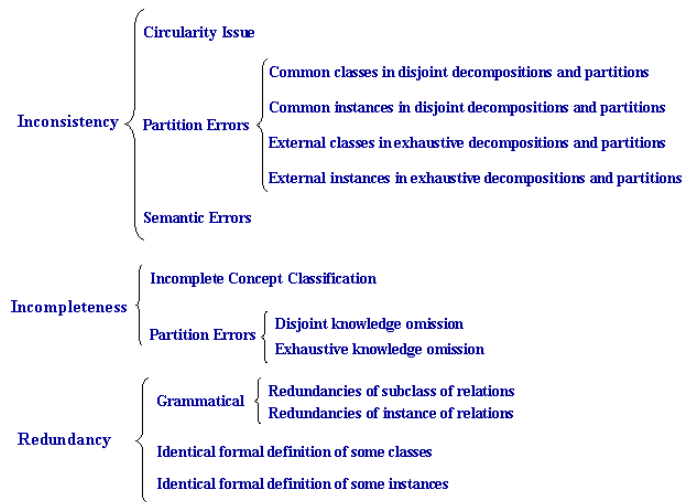 Circularity Issue
Common classes in disjoint decompositions and partitions
Common instances in disjoint decompositions and partitions
Inconsistency
Partition Errors
External classes in exhaustive decompositions and partitions
External instances in exhaustive decompositions and partitions
Semantic Errors
Incomplete Concept Classification
Incompleteness
Partition Errors
Disjoint knowledge omission
Exhaustive knowledge omission
Grammatical
Redundancies of subclass of relations
Redundancies of instance of relations
Redundancy
Identical formal definition of some classes
Identical formal definition of some instances